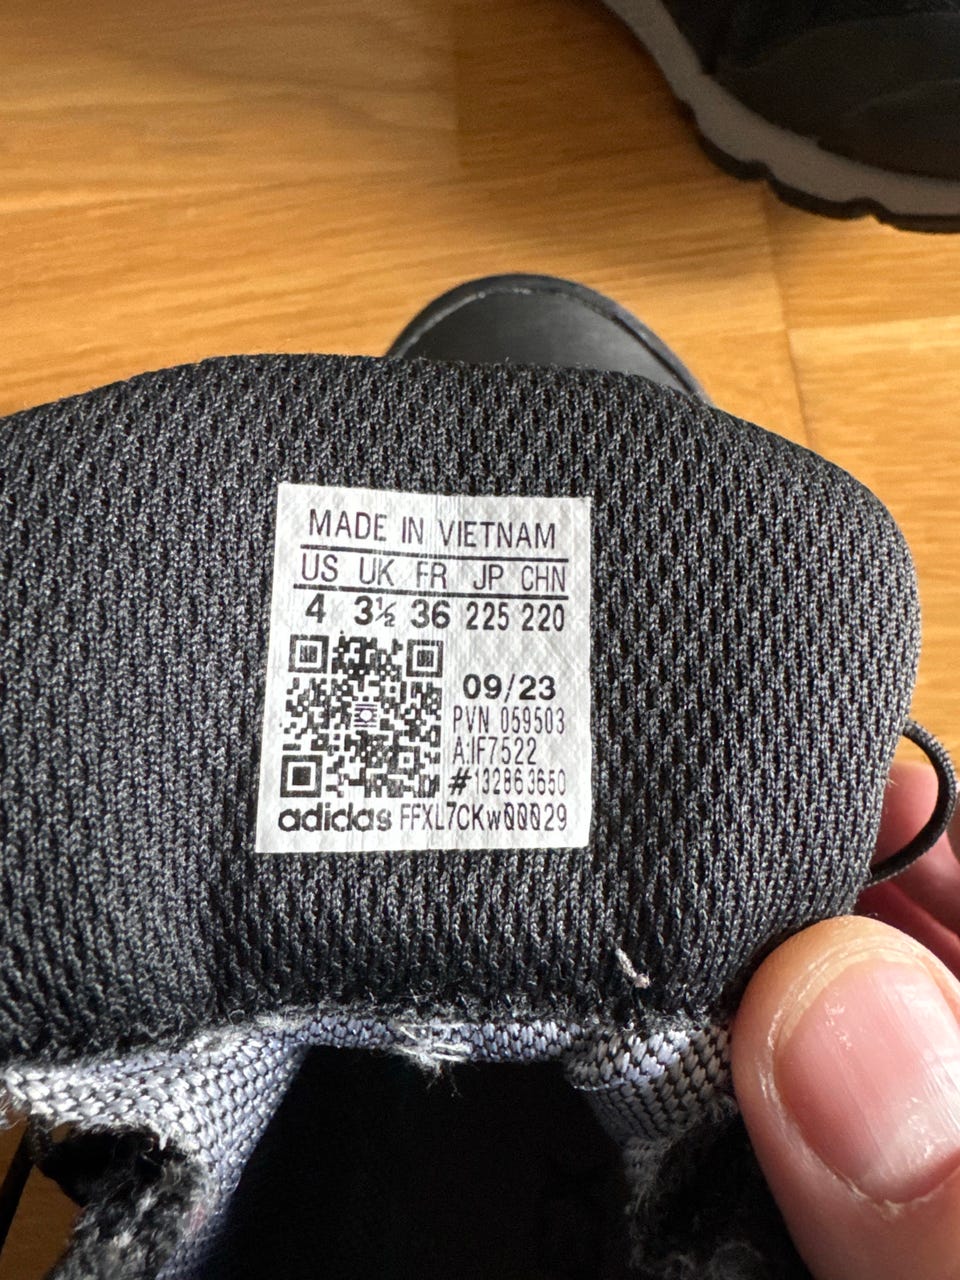 MADE IN VIETNAM
US UK FR JP CHN
4 3½ 36 225 220
09/23
PVN 059503
A:IF7522
#132863650
adidas FFXL7CKw00029